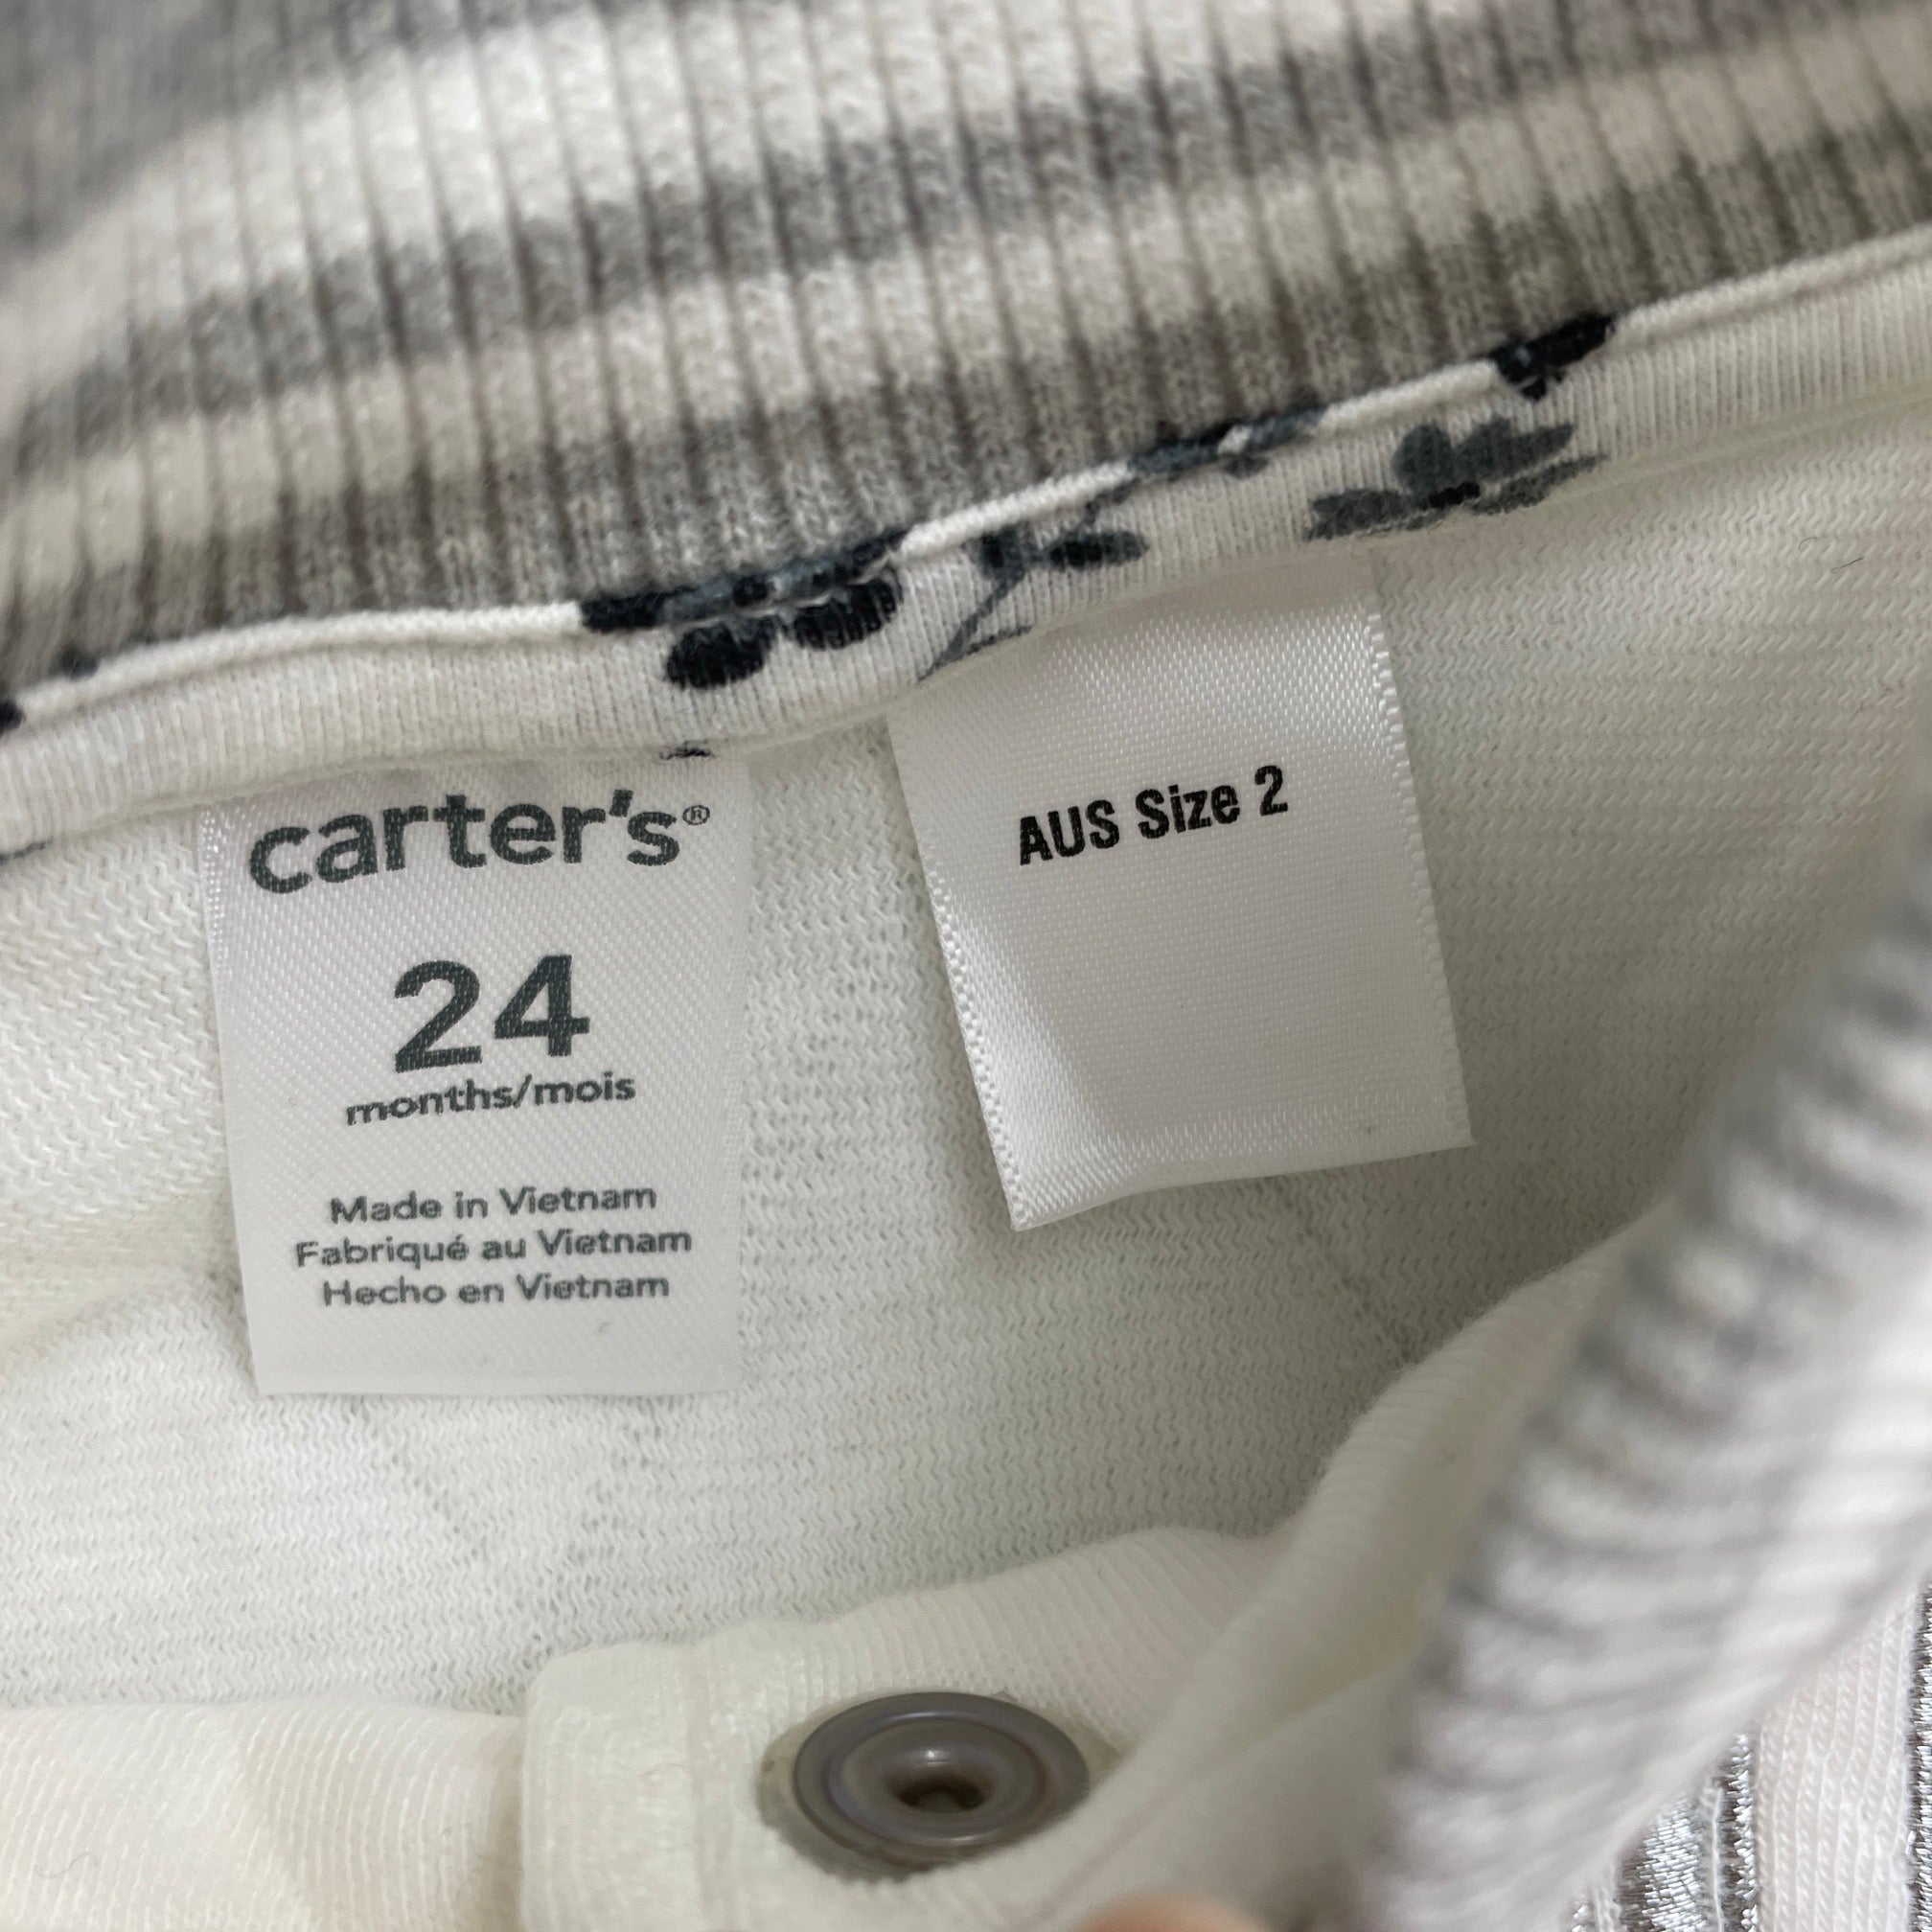 carter's®
24
months/mois
Made in Vietnam
Fabriqué au Vietnam
Hecho en Vietnam
AUS Size 2